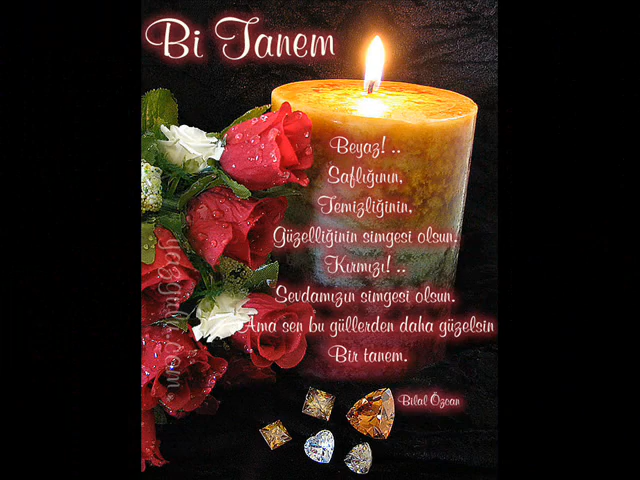 Bi Tanem
Beyaz! ..
Saflığının,
Temizliğinin,
Güzelliğinin simgesi olsun.
Kırmızı! ..
Sevdamızın simgesi olsun.
Ama sen bu güllerden daha güzelsin
Bir tanem.
Bilal Özcan